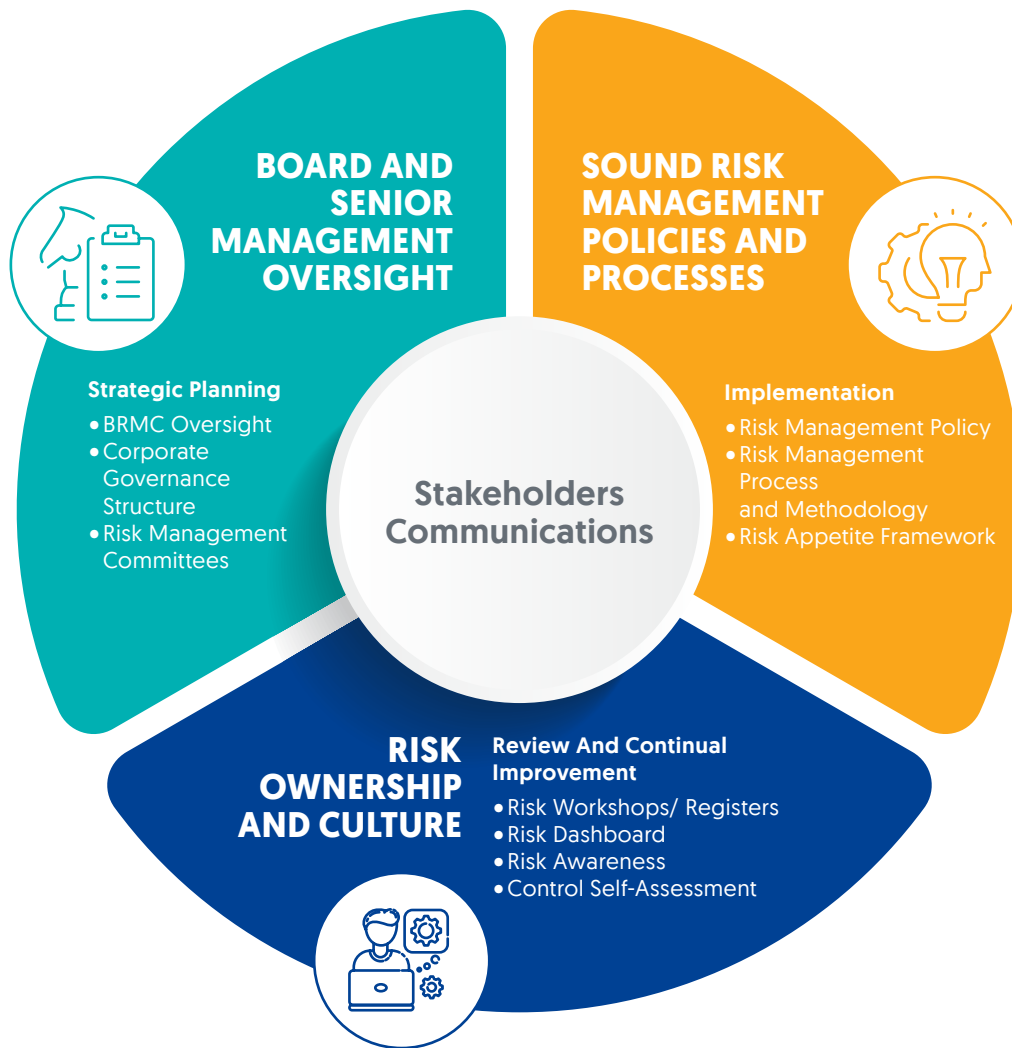 BOARD AND
SENIOR
MANAGEMENT
OVERSIGHT
Strategic Planning
• BRMC Oversight
• Corporate
Governance
Structure
• Risk Management
Committees
SOUND RISK
MANAGEMENT
POLICIES AND
PROCESSES
Implementation
• Risk Management Policy
• Risk Management
Process
and Methodology
• Risk Appetite Framework
Stakeholders
Communications
RISK
OWNERSHIP
AND CULTURE
Review And Continual
Improvement
• Risk Workshops/ Registers
• Risk Dashboard
• Risk Awareness
• Control Self-Assessment